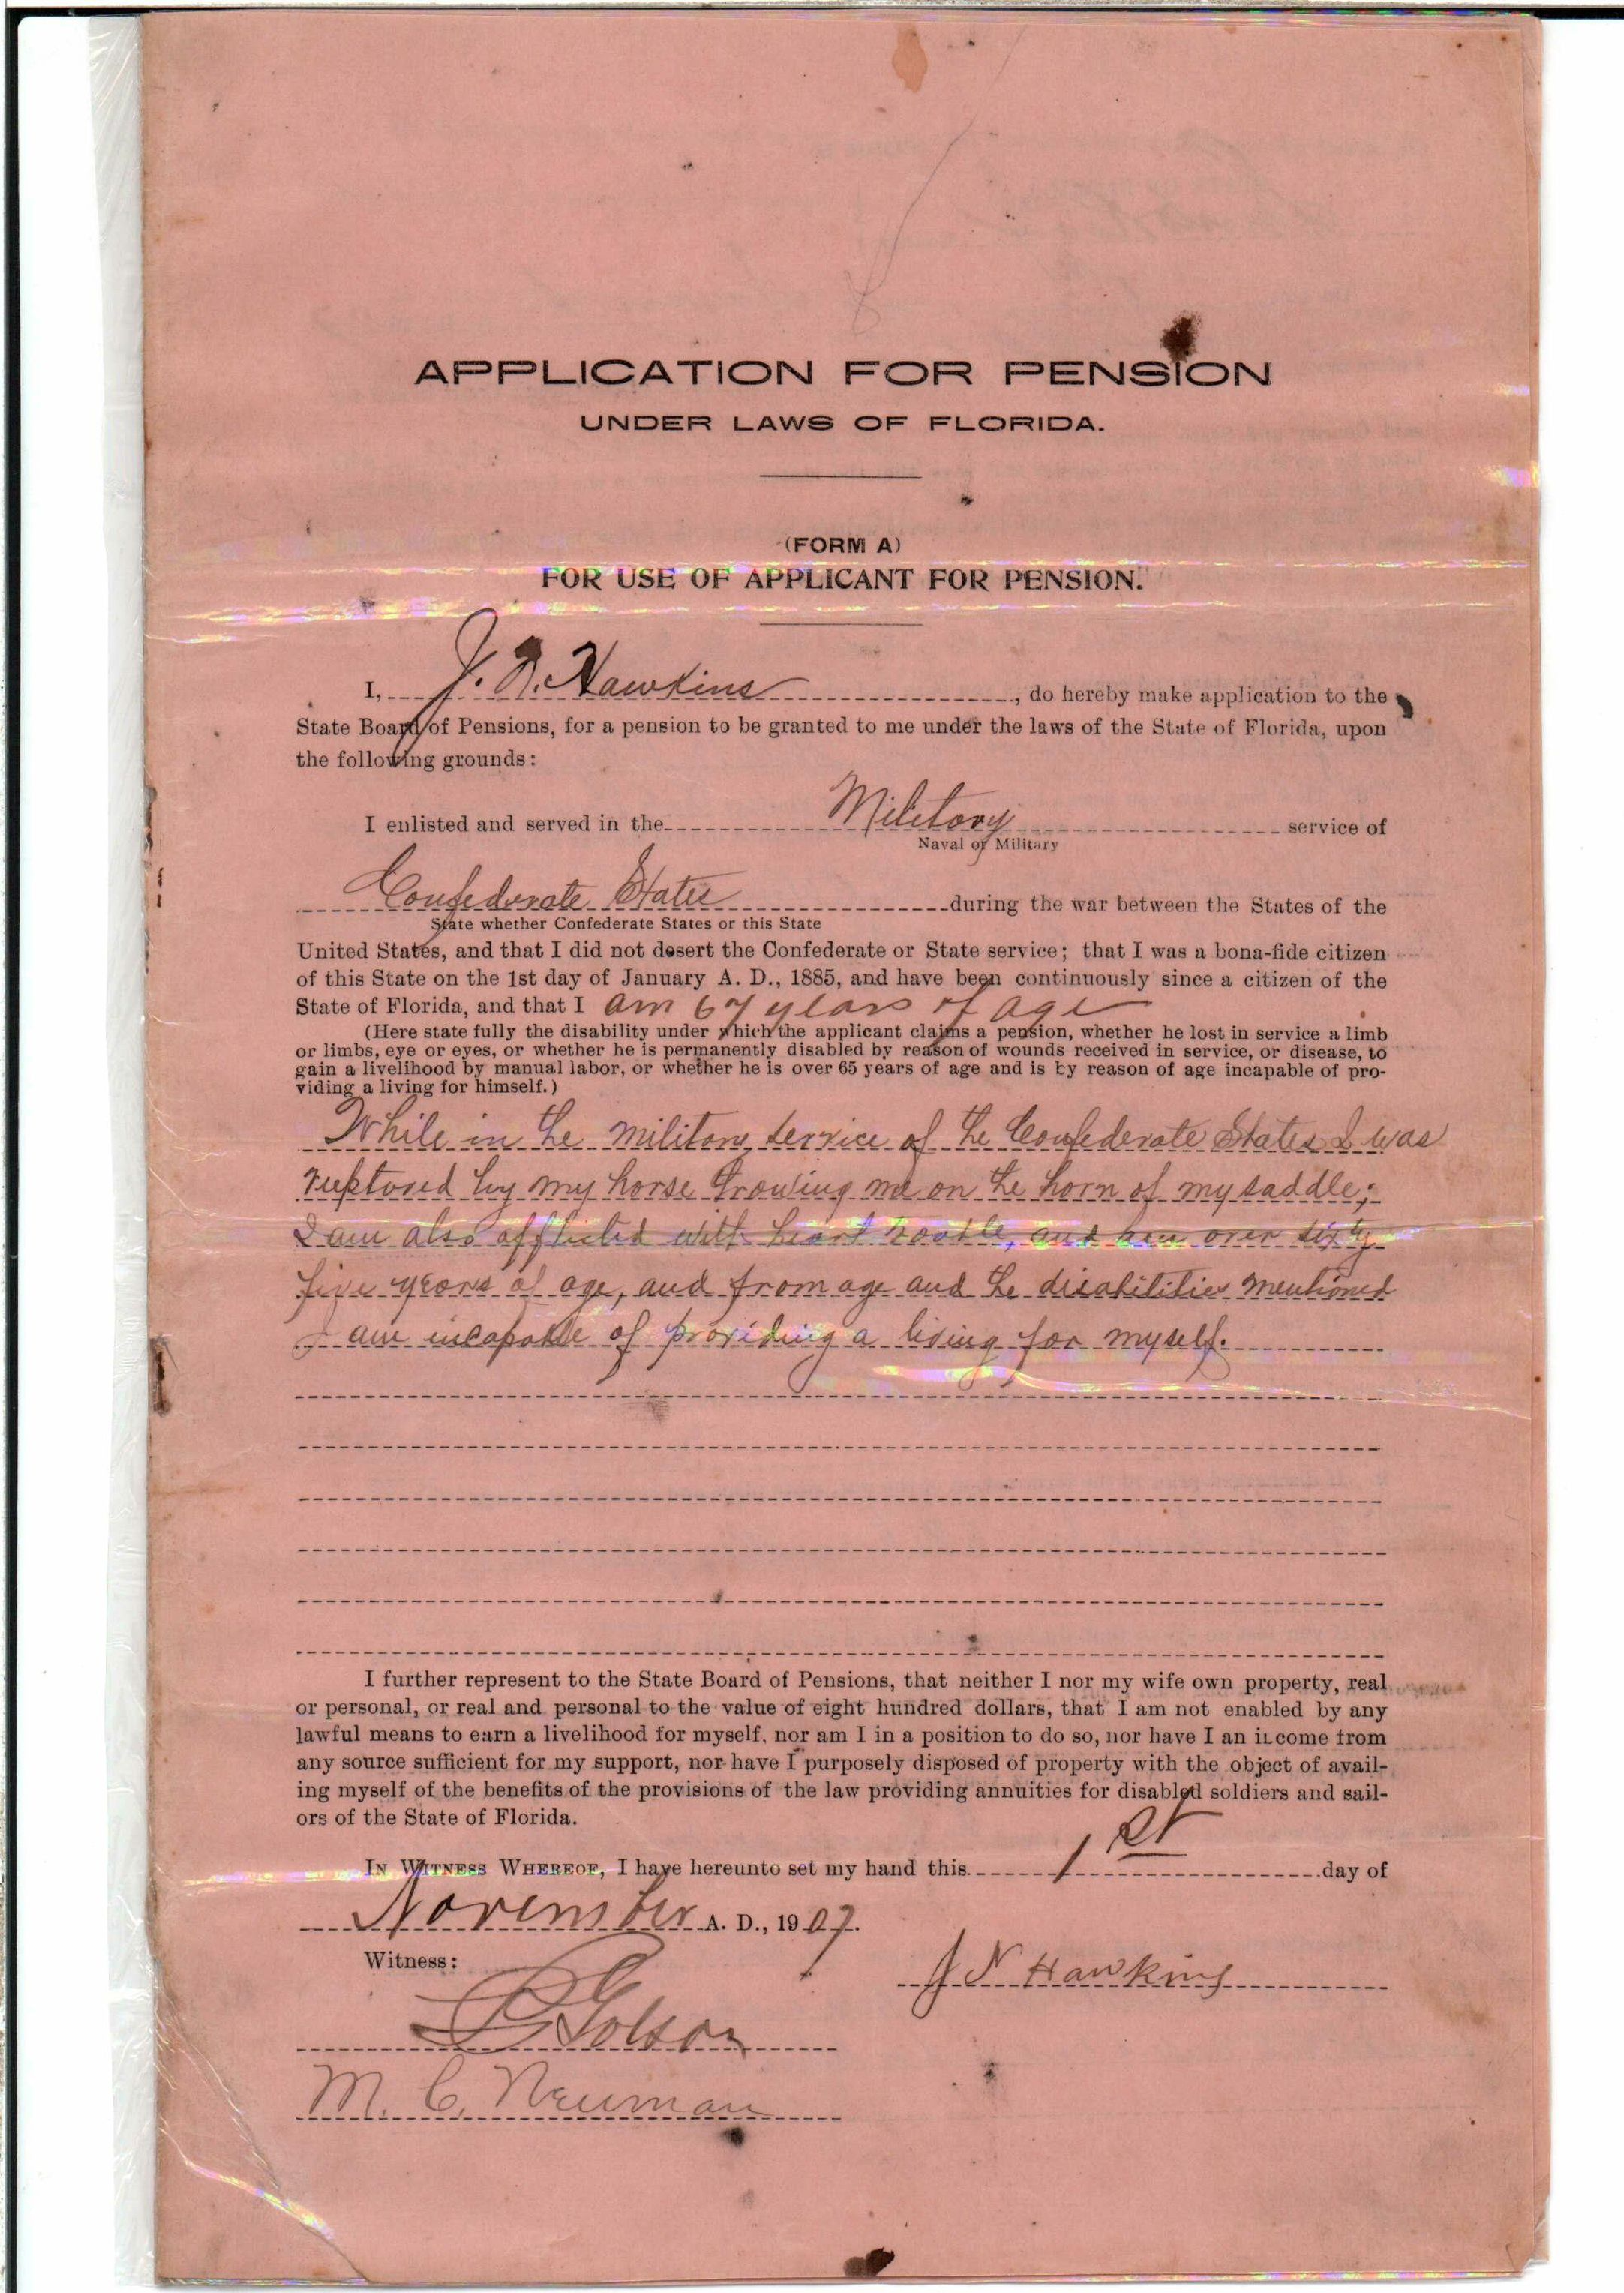 APPLICATION FOR PENSION
UNDER LAWS OF FLORIDA.
(FORM A)
FOR USE OF APPLICANT FOR PENSION.
I, J. N. Hawkins, do hereby make application to the
State Board of Pensions, for a pension to be granted to me under the laws of the State of Florida, upon
the following grounds:
I enlisted and served in the Military service of
Naval or Military
Confederate States during the war between the States of the
State whether Confederate States or this State
United States, and that I did not desert the Confederate or State service; that I was a bona-fide citizen
of this State on the 1st day of January A. D., 1885, and have been continuously since a citizen of the
State of Florida, and that I am 67 years of age
(Here state fully the disability under which the applicant claims a pension, whether he lost in service a limb
or limbs, eye or eyes, or whether he is permanently disabled by reason of wounds received in service, or disease, to
gain a livelihood by manual labor, or whether he is over 65 years of age and is by reason of age incapable of pro-
viding a living for himself.)
While in the military service of the Confederate States I was
ruptured by my horse trowing me on the horn of my saddle;
I am also afflicted with heart trouble, and am over sixty
five years of age, and from age and the disabilities mentioned
I am incapable of providing a living for myself.
I further represent to the State Board of Pensions, that neither I nor my wife own property, real
or personal, or real and personal to the value of eight hundred dollars, that I am not enabled by any
lawful means to earn a livelihood for myself, nor am I in a position to do so, nor have I an income from
any source sufficient for my support, nor have I purposely disposed of property with the object of avail-
ing myself of the benefits of the provisions of the law providing annuities for disabled soldiers and sail-
ors of the State of Florida.
IN WITNESS WHEREOF, I have hereunto set my hand this 1st day of
November A. D., 1907.
Witness:
J N Hawkins
Golson
M. C. Neuman